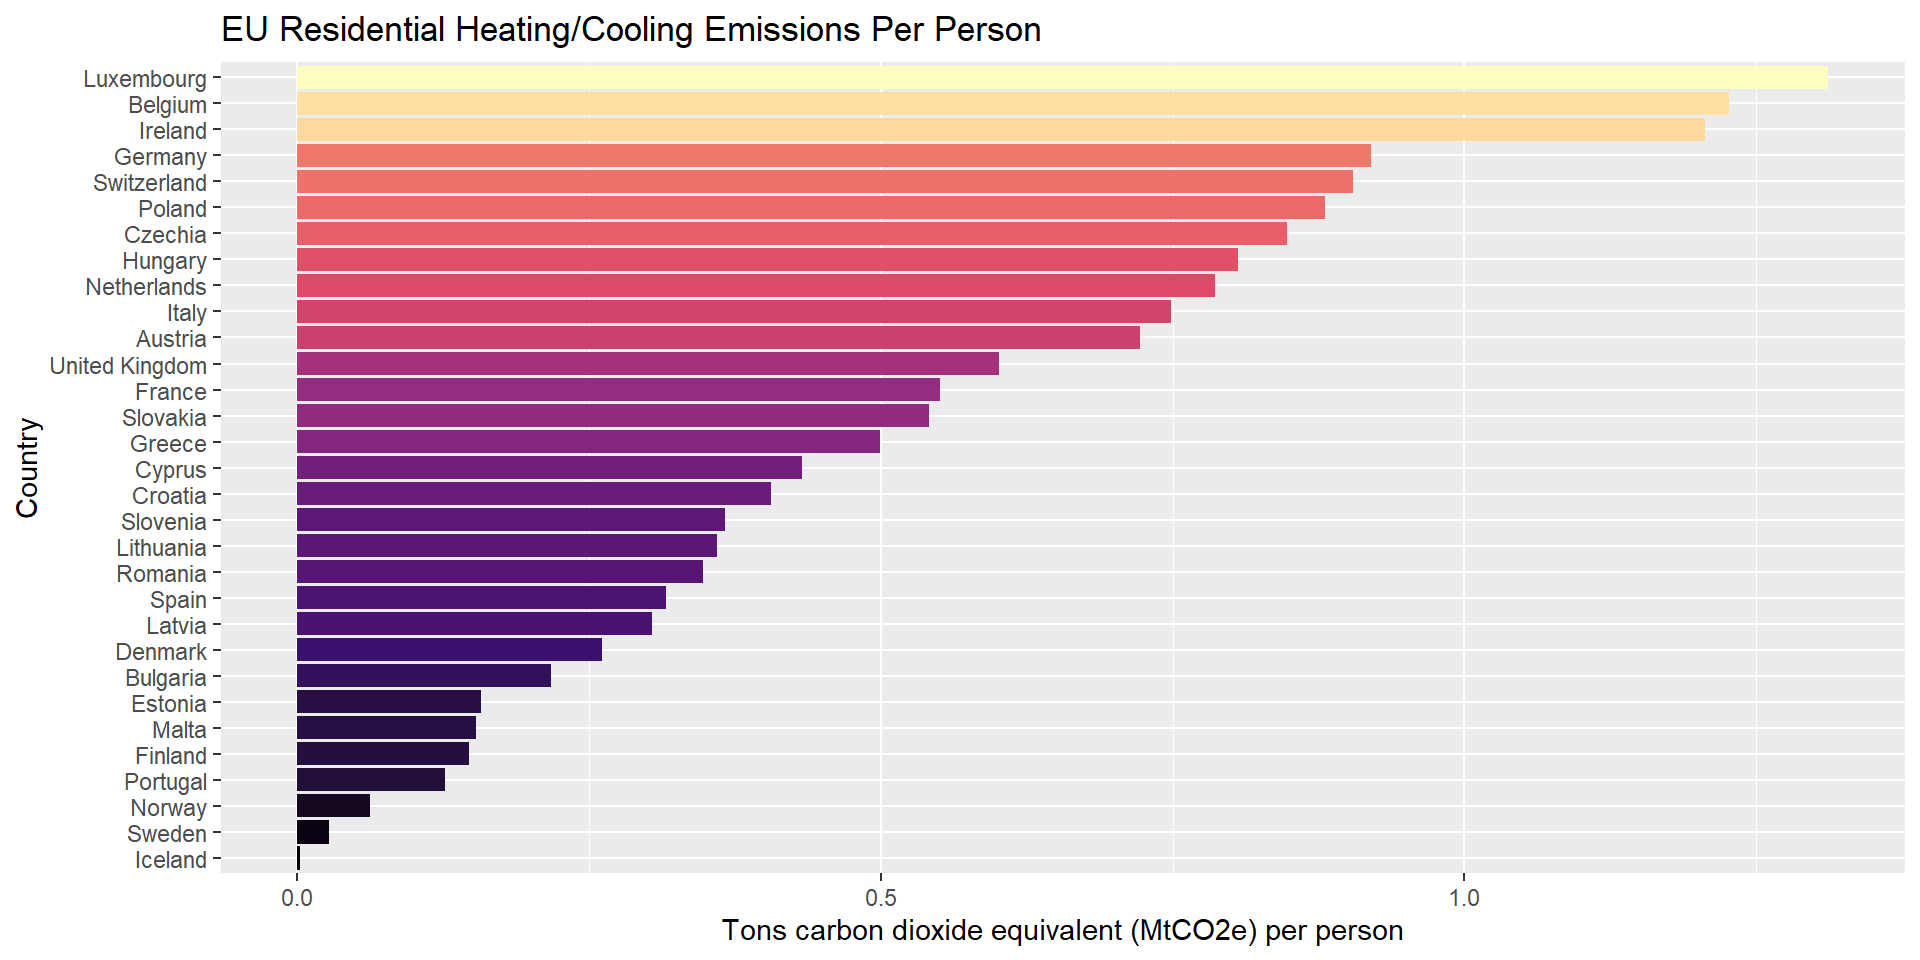 EU Residential Heating/Cooling Emissions Per Person
Luxembourg
Belgium
Ireland
Germany
Switzerland
Poland
Czechia
Hungary
Netherlands
Italy
Austria
United Kingdom
France
Slovakia
Greece
Cyprus
Croatia
Slovenia
Lithuania
Romania
Spain
Latvia
Denmark
Bulgaria
Estonia
Malta
Finland
Portugal
Norway
Sweden
Iceland
Country
0.0 0.5 1.0
Tons carbon dioxide equivalent (MtCO2e) per person